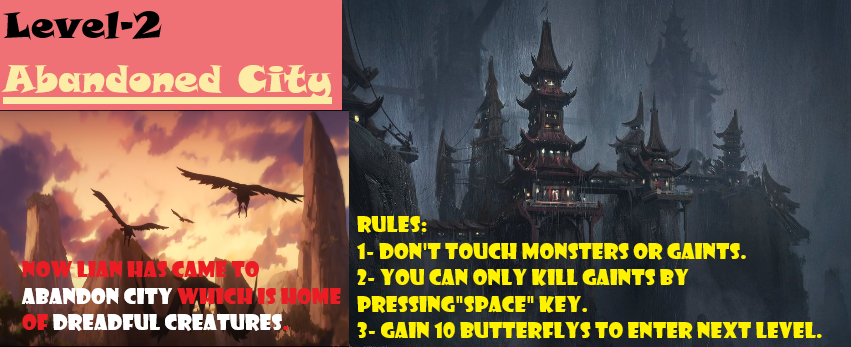 Level-2
Abandoned City
NOW LIAN HAS CAME TO
ABANDON CITY WHICH IS HOME
OF DREADFUL CREATURES.
RULES:
1- DON'T TOUCH MONSTERS OR GAINTS.
2- YOU CAN ONLY KILL GAINTS BY
PRESSING"SPACE" KEY.
3- GAIN 10 BUTTERFLYS TO ENTER NEXT LEVEL.